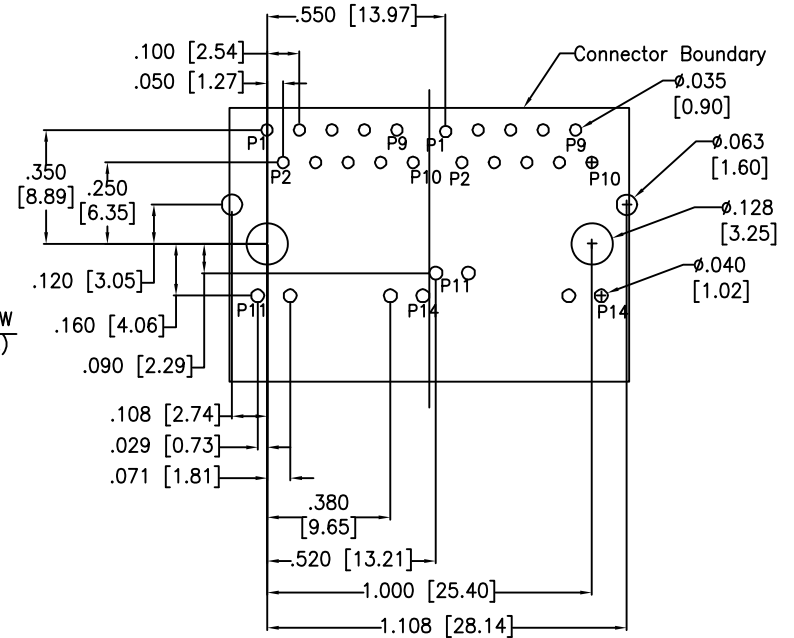 .550 [13.97]
.100 [2.54]
.050 [1.27]
Connector Boundary
ø.035
[0.90]
P1
P9
P1
P9
ø.063
[1.60]
.350
[8.89]
.250
[6.35]
P2
P10
P2
P10
ø.128
[3.25]
.120 [3.05]
P11
ø.040
[1.02]
P11
P14
P14
W
)
.160 [4.06]
.090 [2.29]
.108 [2.74]
.029 [0.73]
.071 [1.81]
.380
[9.65]
.520 [13.21]
1.000 [25.40]
1.108 [28.14]